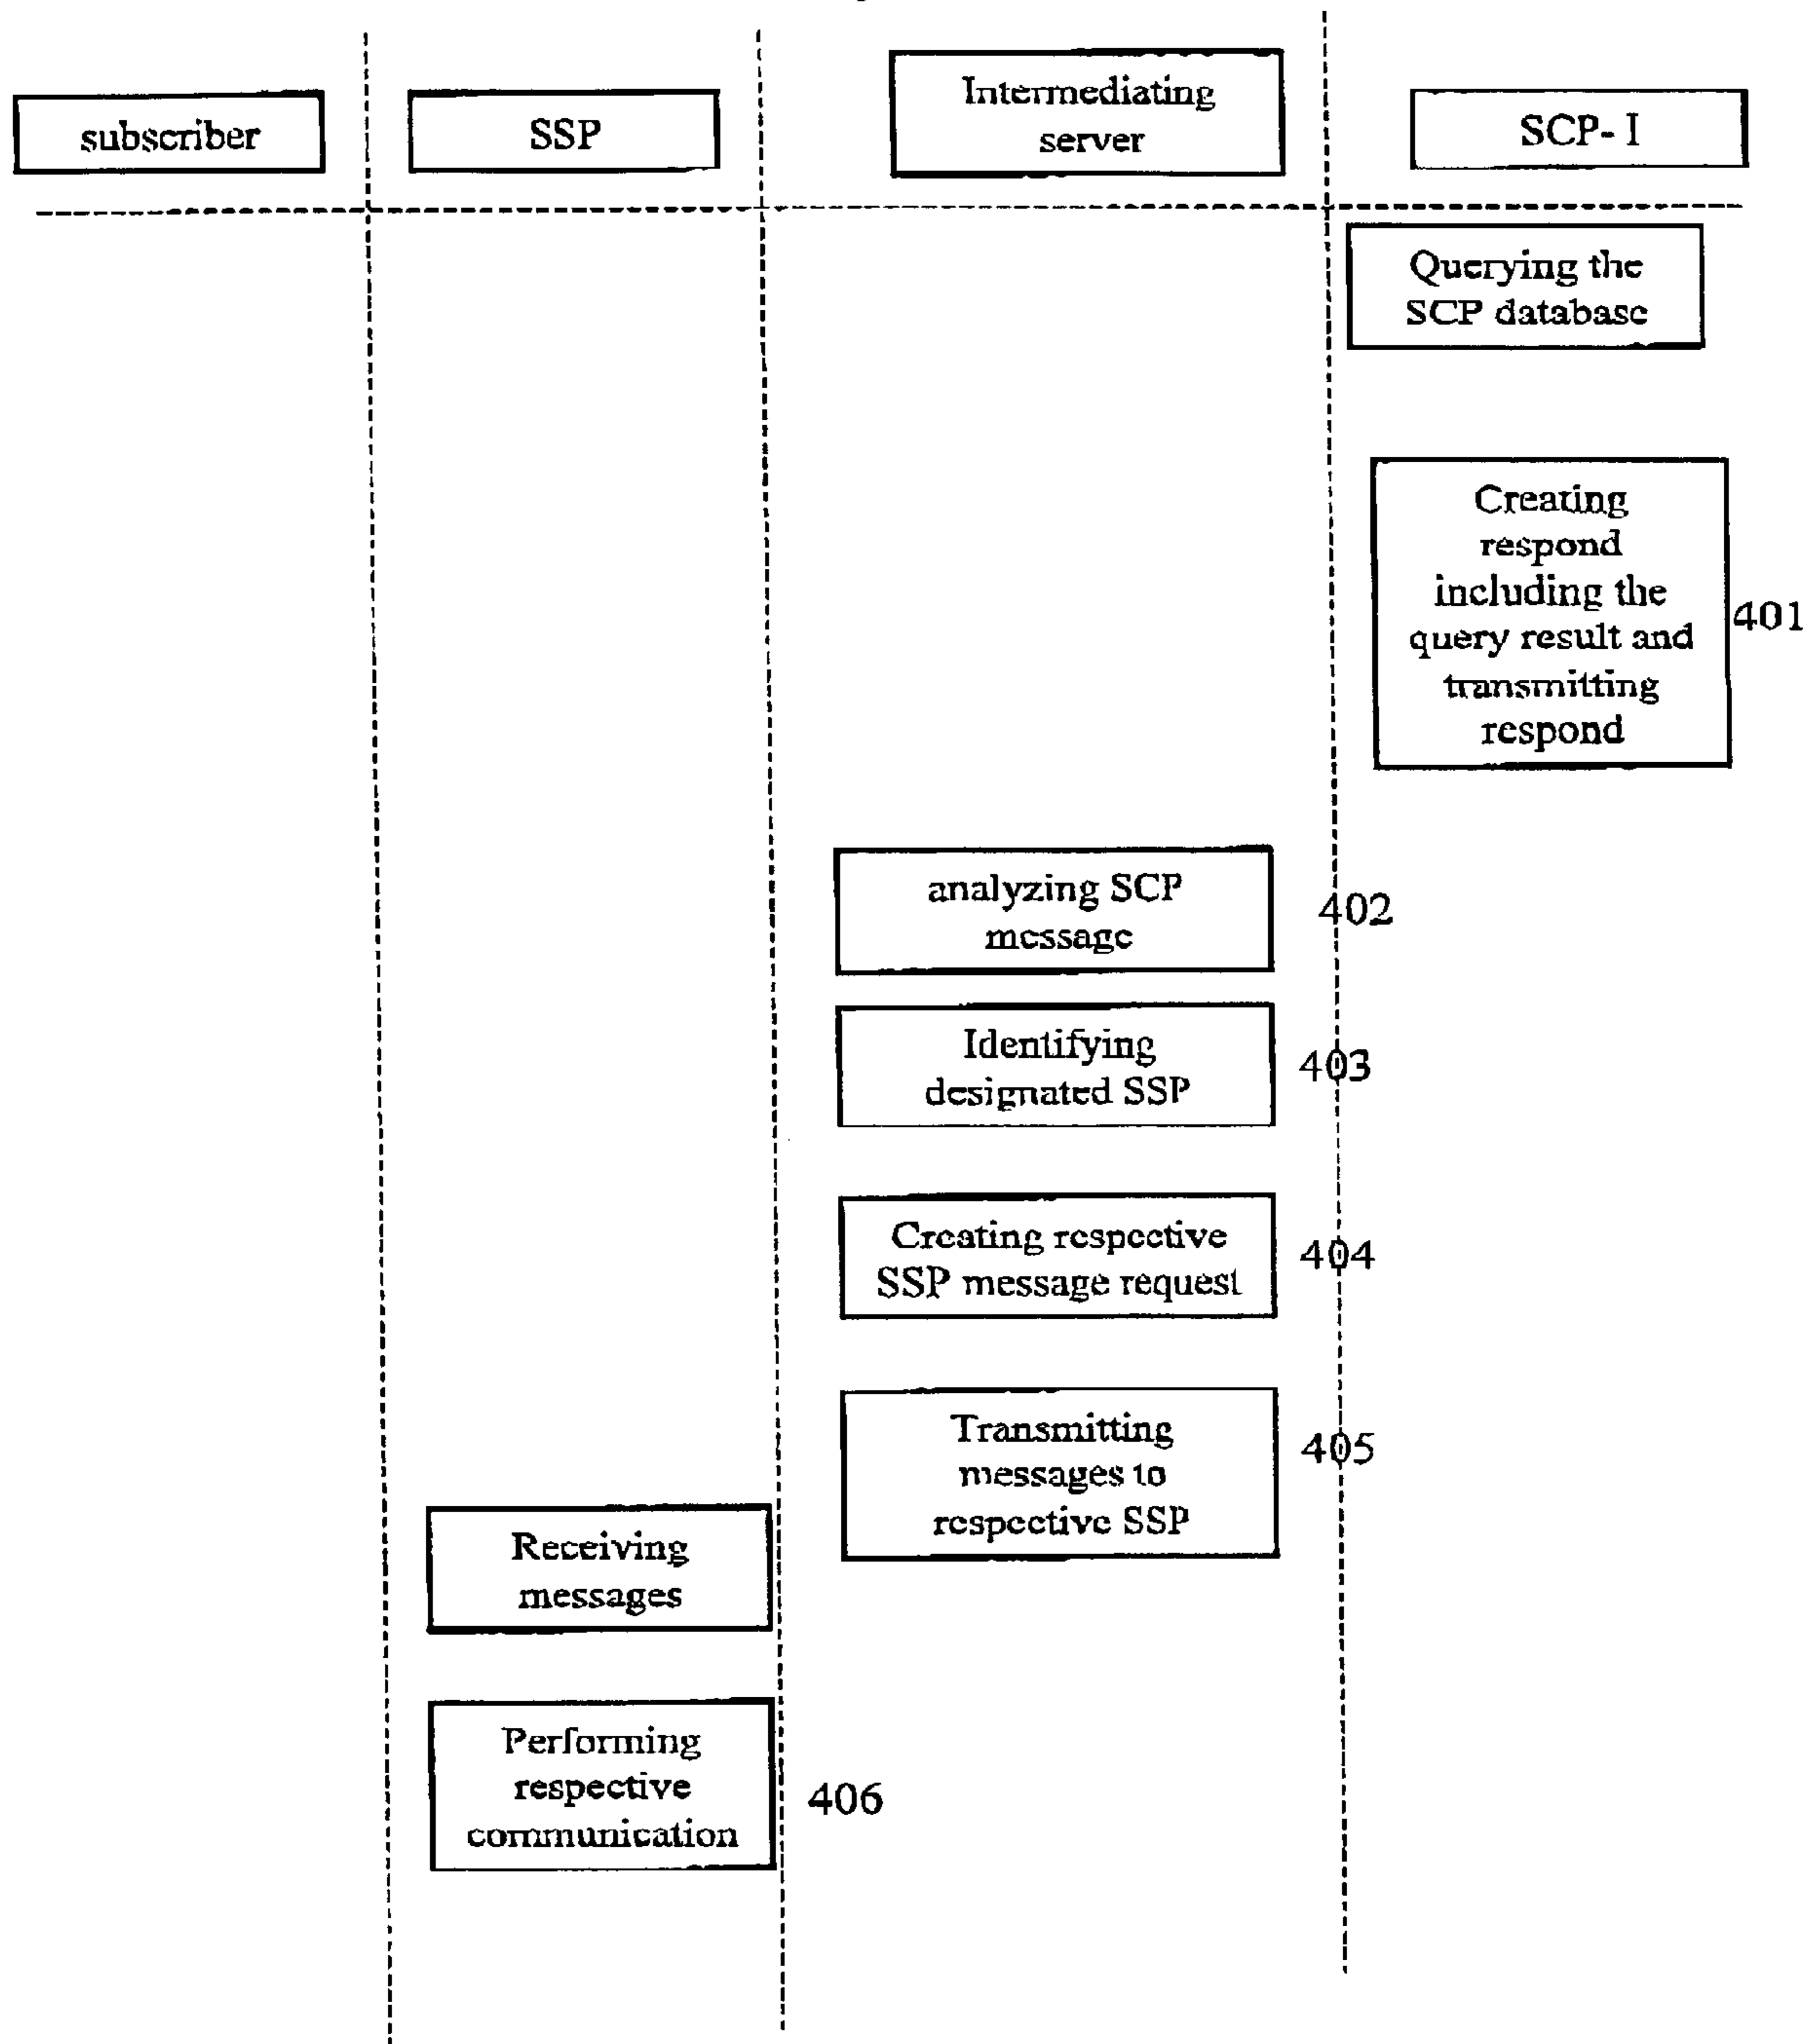 subscriber
SSP
Intermediating
server
SCP- I
Querying the
SCP database
Creating
respond
including the
query result and
transmitting
respond
401
analyzing SCP
message
402
Identifying
designated SSP
403
Creating respective
SSP message request
404
Transmitting
messages to
respective SSP
405
Receiving
messages
Performing
respective
communication
406